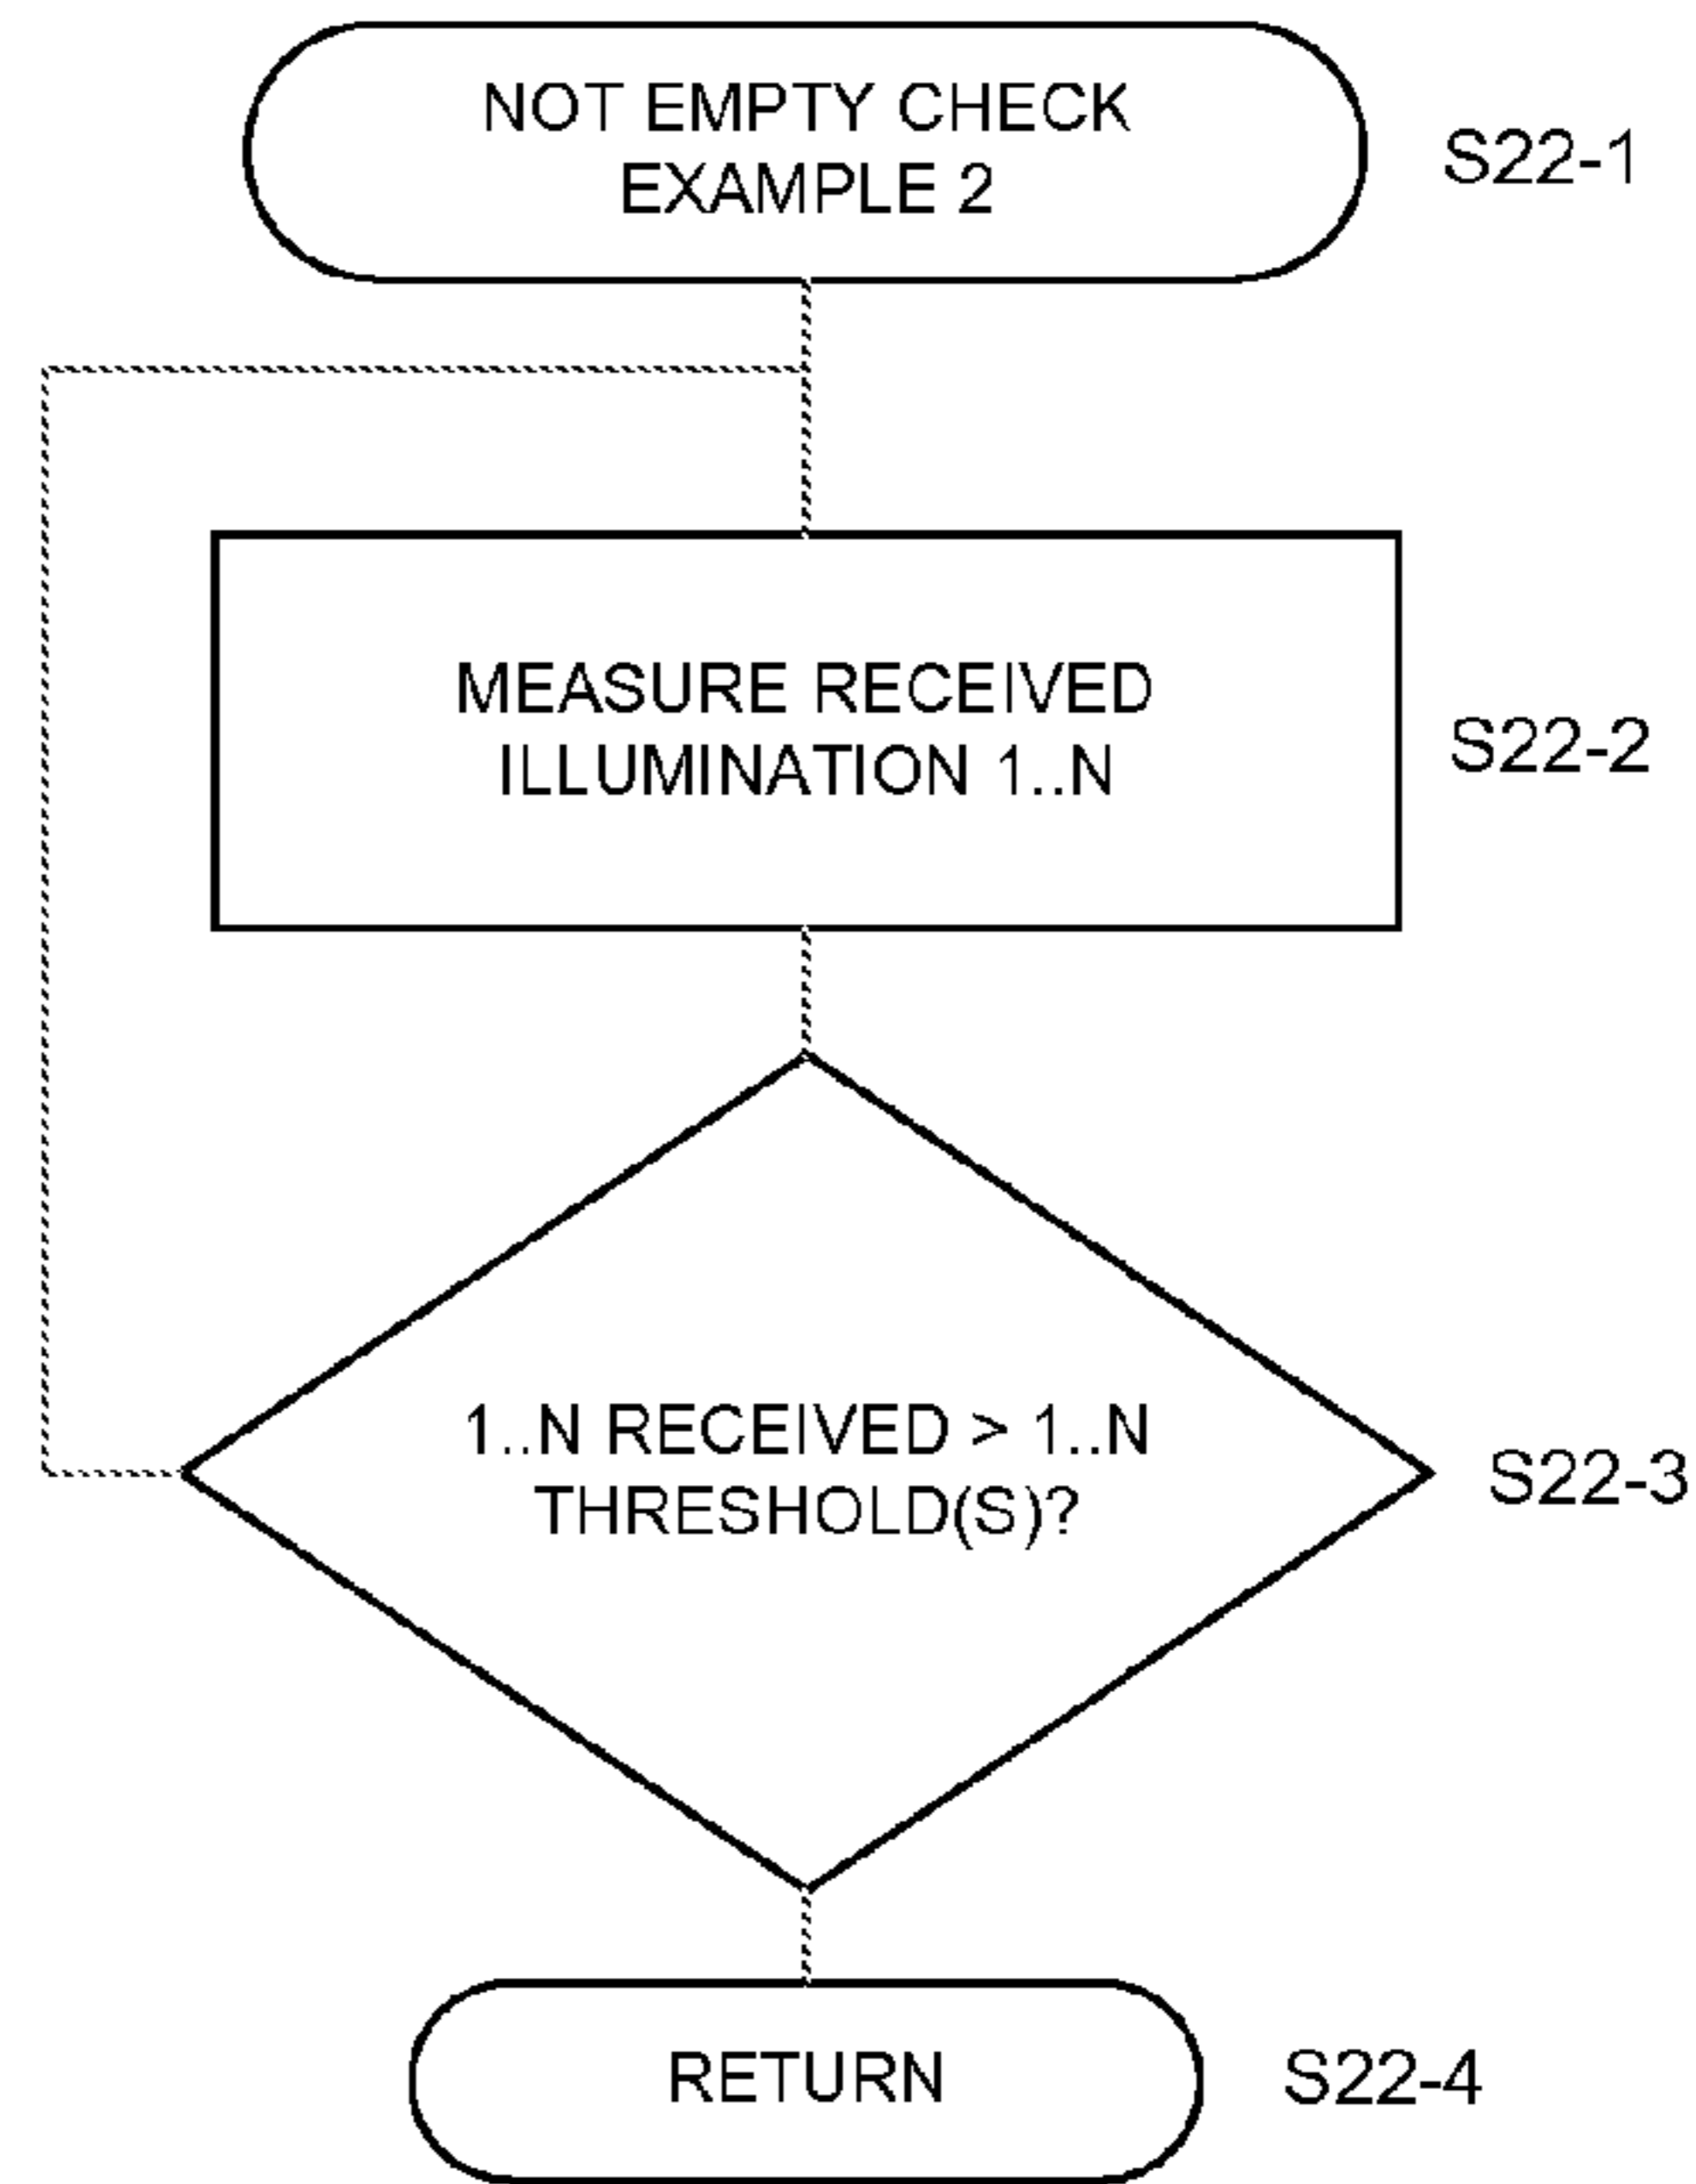 NOT EMPTY CHECK
EXAMPLE 2
S22-1
MEASURE RECEIVED
ILLUMINATION 1..N
S22-2
1..N RECEIVED > 1..N
THRESHOLD(S)?
S22-3
RETURN
S22-4